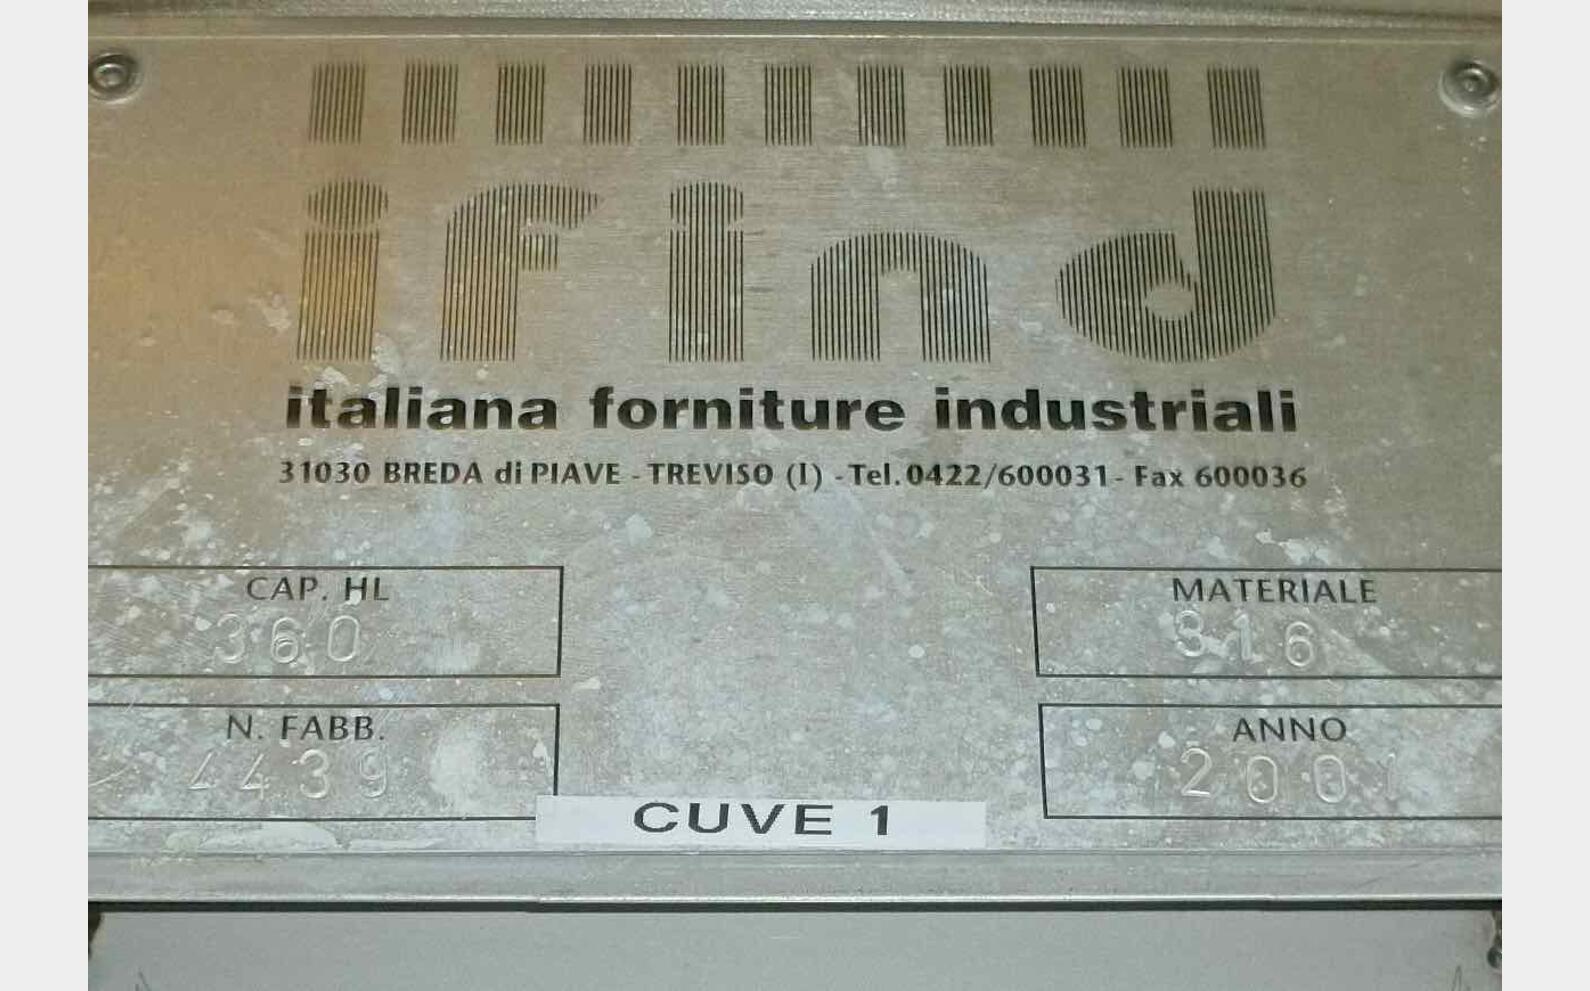 ifind
italiana forniture industriali
31030 BREDA di PIAVE - TREVISO (I) - Tel. 0422/600031 - Fax 600036
CAP. HL
360
MATERIALE
316
N. FABB.
4439
ANNO
2001
CUVE 1